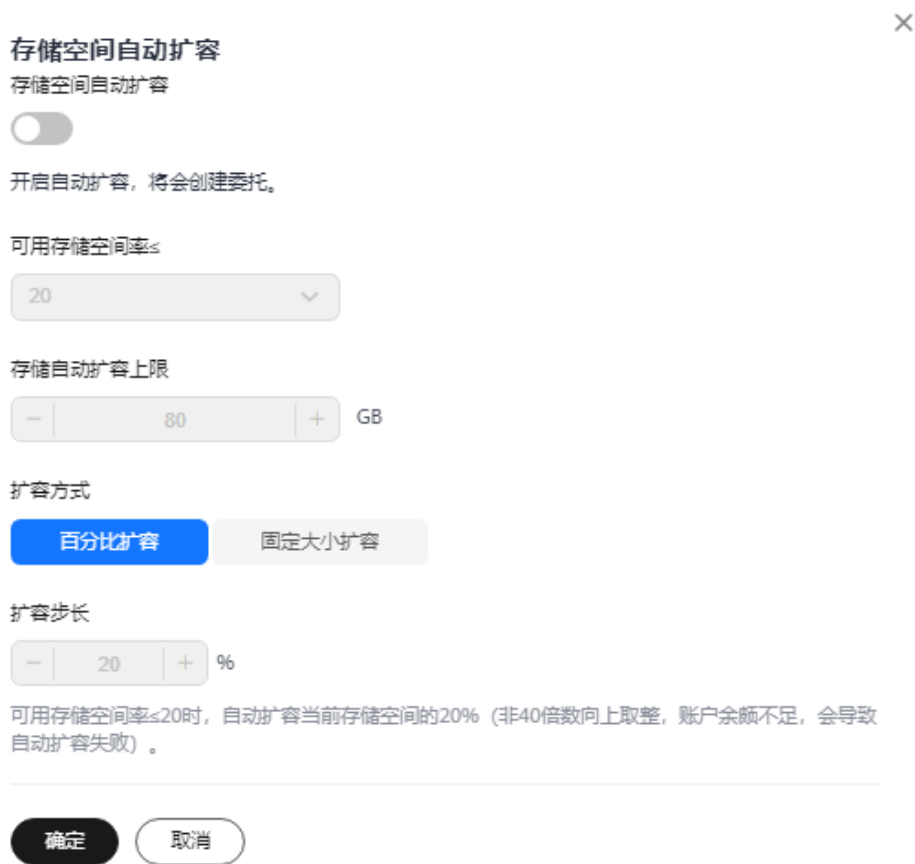 存储空间自动扩容
存储空间自动扩容
开启自动扩容，将会创建委托。
可用存储空间率≤
20
存储自动扩容上限
80 GB
扩容方式
百分比扩容 固定大小扩容
扩容步长
20 %
可用存储空间率≤20时，自动扩容当前存储空间的20%（非40倍数向上取整，账户余颇不足，会导致
自动扩容失败）。
确定 取消